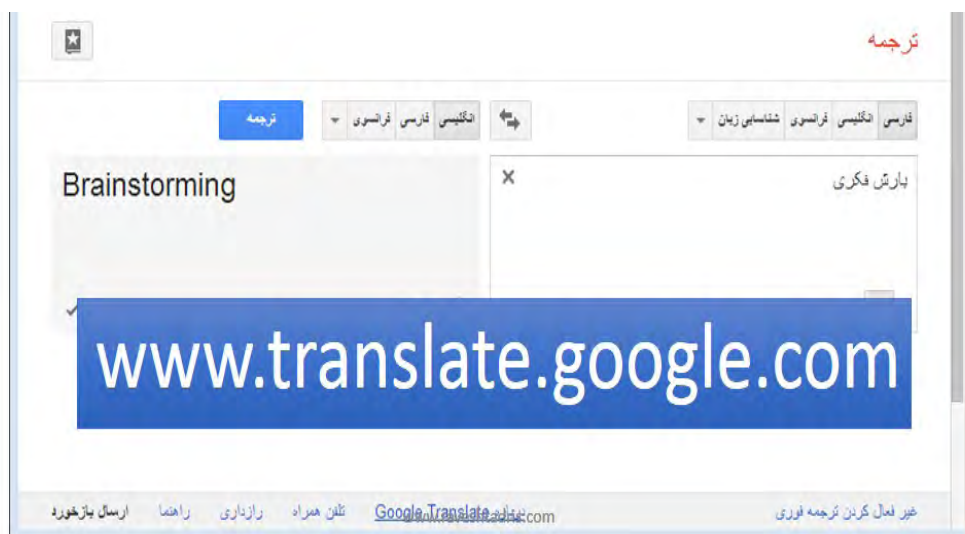 ترجمه
فارسی انگلیسی فرانسوی شناسایی زبان
انگلیسی فارسی فرانسوی
ترجمه
بارش فکری
Brainstorming
www.translate.google.com
غیر فعال کردن ترجمه فوری
Google Translate تلفن همراه رازداری راهنما ارسال بازخورد